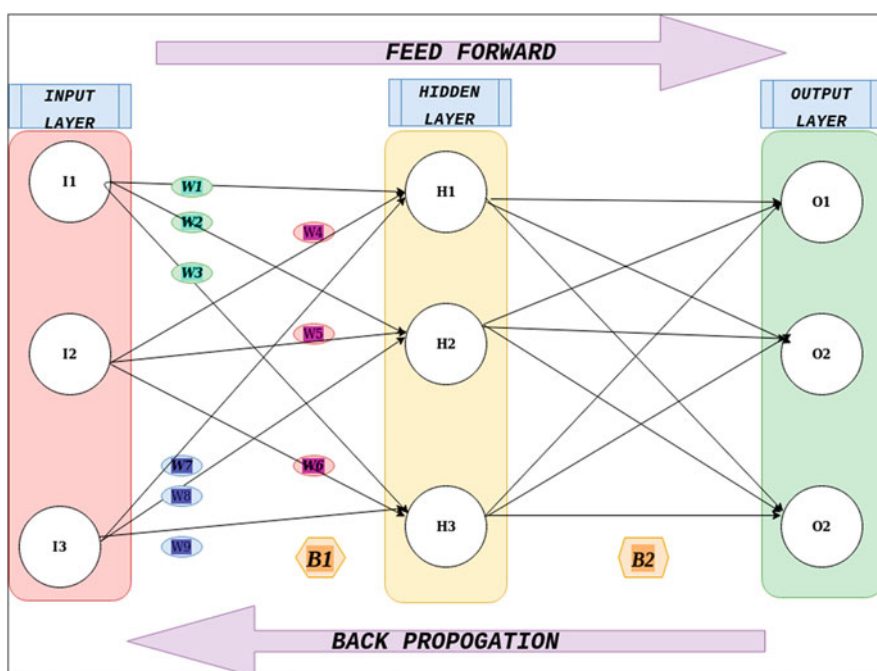 FEED FORWARD
INPUT
LAYER
HIDDEN
LAYER
OUTPUT
LAYER
I1
W1
H1
O1
W2
W4
W3
I2
W5
H2
O2
W7
W6
W8
I3
W9
H3
O2
B1
B2
BACK PROPOGATION